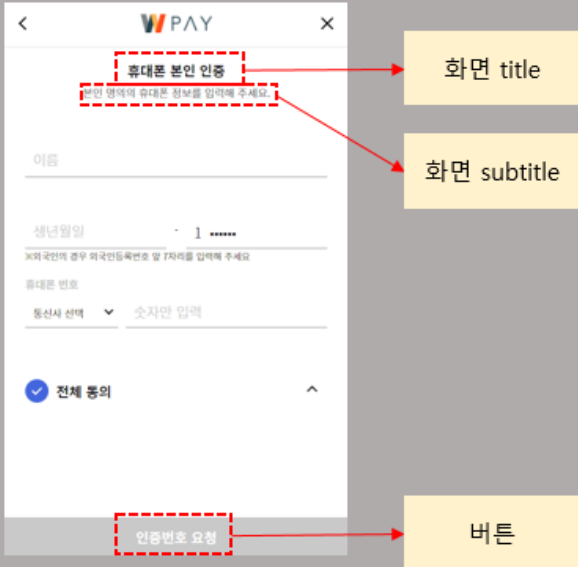 W PAY
휴대폰 본인 인증
화면 title
본인 명의의 휴대폰 정보를 입력해 주세요.
화면 subtitle
이름
생년월일 - 1 ••••••
※외국인의 경우 외국인등록번호 앞 7자리를 입력해 주세요
휴대폰 번호
통신사 선택 숫자만 입력
전체 동의
인증번호 요청
버튼